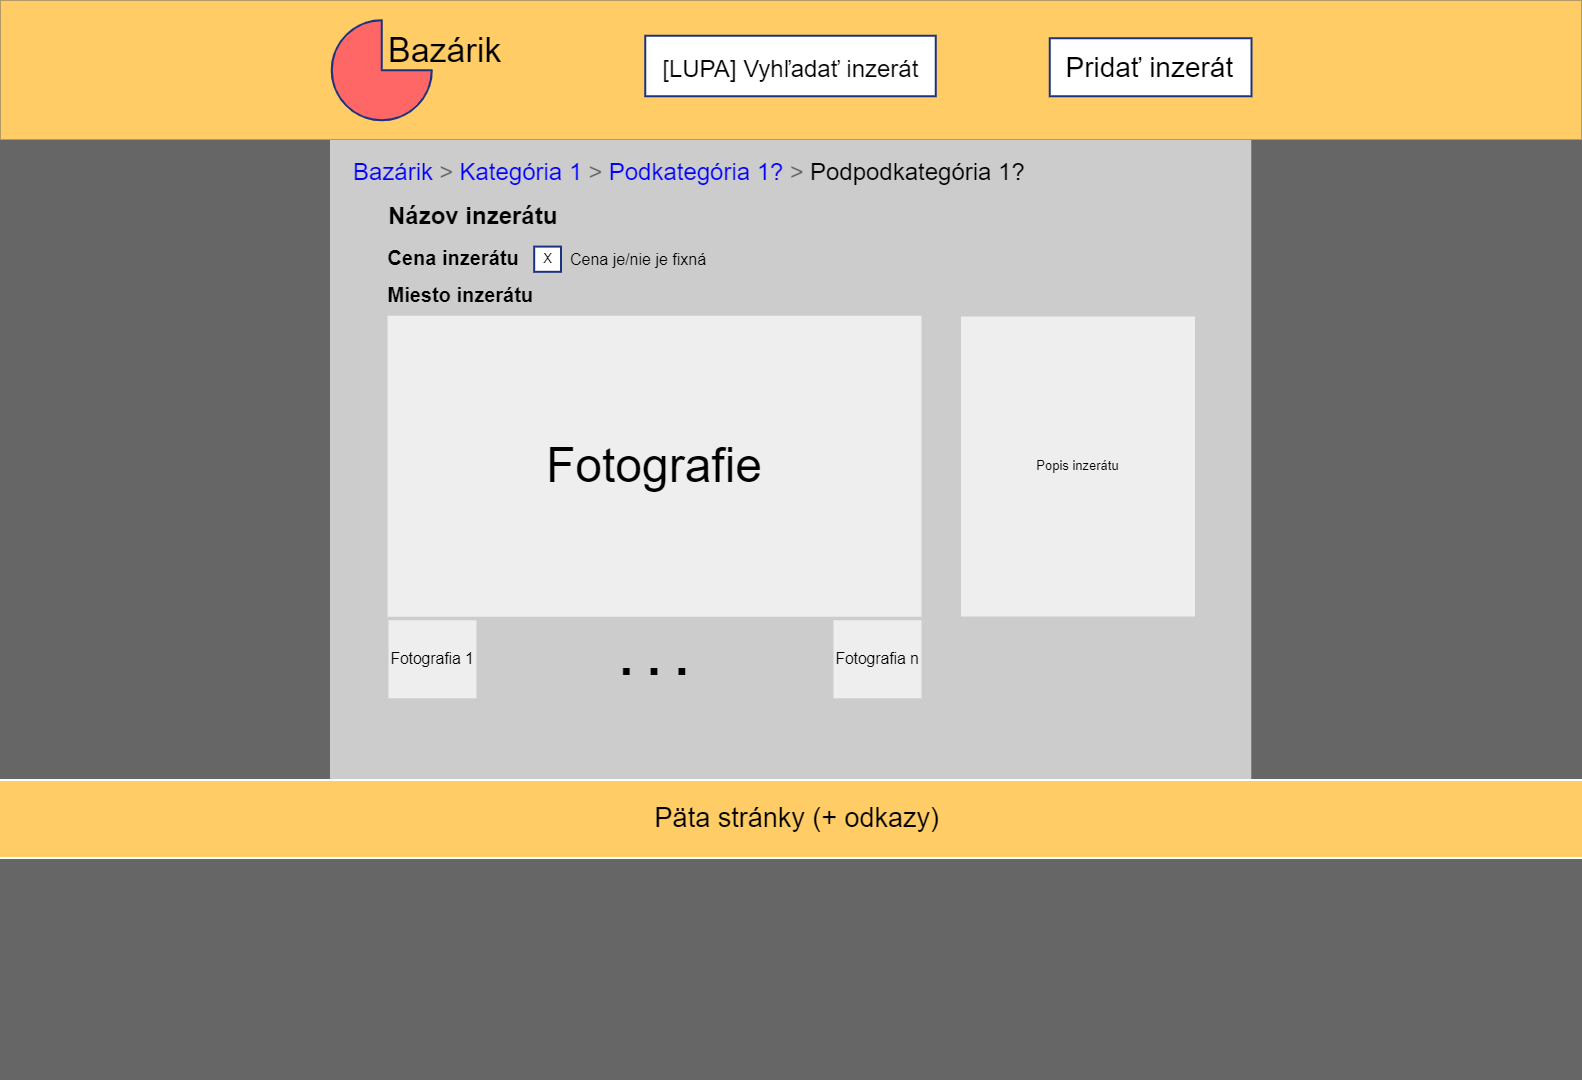 Bazárik
[LUPA] Vyhľadať inzerát
Pridať inzerát
Bazárik > Kategória 1 > Podkategória 1? > Podpodkategória 1?
Názov inzerátu
Cena inzerátu X Cena je/nie je fixná
Miesto inzerátu
Fotografie
Popis inzerátu
Fotografia 1 . . . Fotografia n
Päta stránky (+ odkazy)